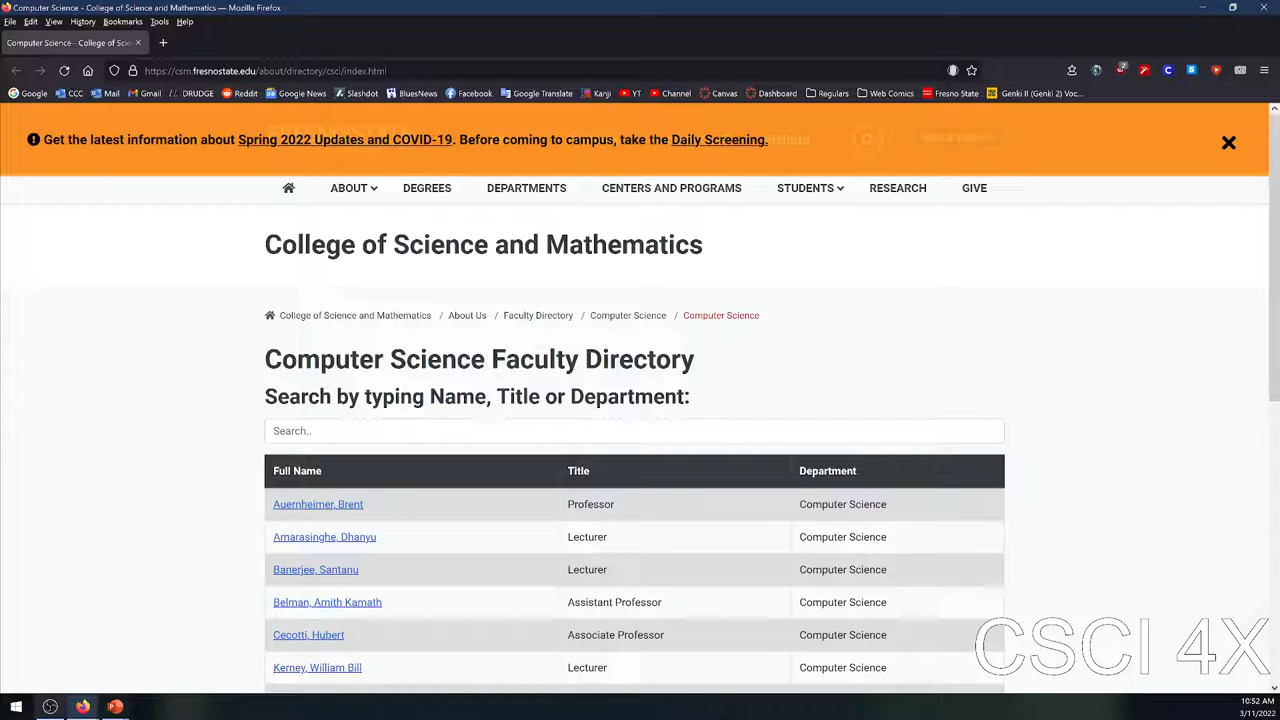 Computer Science - College of Science and Mathematics — Mozilla Firefox
File Edit View History Bookmarks Tools Help
Computer Science - College of Scie
https://csm.fresnostate.edu/about/directory/csci/index.html
Google CCC Mail Gmail DRUDGE Reddit Google News Slashdot BluesNews Facebook Google Translate Kanji YT Channel Canvas Dashboard Regulars Web Comics Fresno State Genki II (Genki 2) Voc...
Get the latest information about Spring 2022 Updates and COVID-19. Before coming to campus, take the Daily Screening.
ABOUT DEGREES DEPARTMENTS CENTERS AND PROGRAMS STUDENTS RESEARCH GIVE
College of Science and Mathematics
College of Science and Mathematics / About Us / Faculty Directory / Computer Science / Computer Science
Computer Science Faculty Directory
Search by typing Name, Title or Department:
Search..
Full Name Title Department
Auernheimer, Brent Professor Computer Science
Amarasinghe, Dhanyu Lecturer Computer Science
Banerjee, Santanu Lecturer Computer Science
Belman, Amith Kamath Assistant Professor Computer Science
Cecotti, Hubert Associate Professor Computer Science
Kerney, William Bill Lecturer Computer Science
CSCI 4X
10:52 AM
3/11/2022